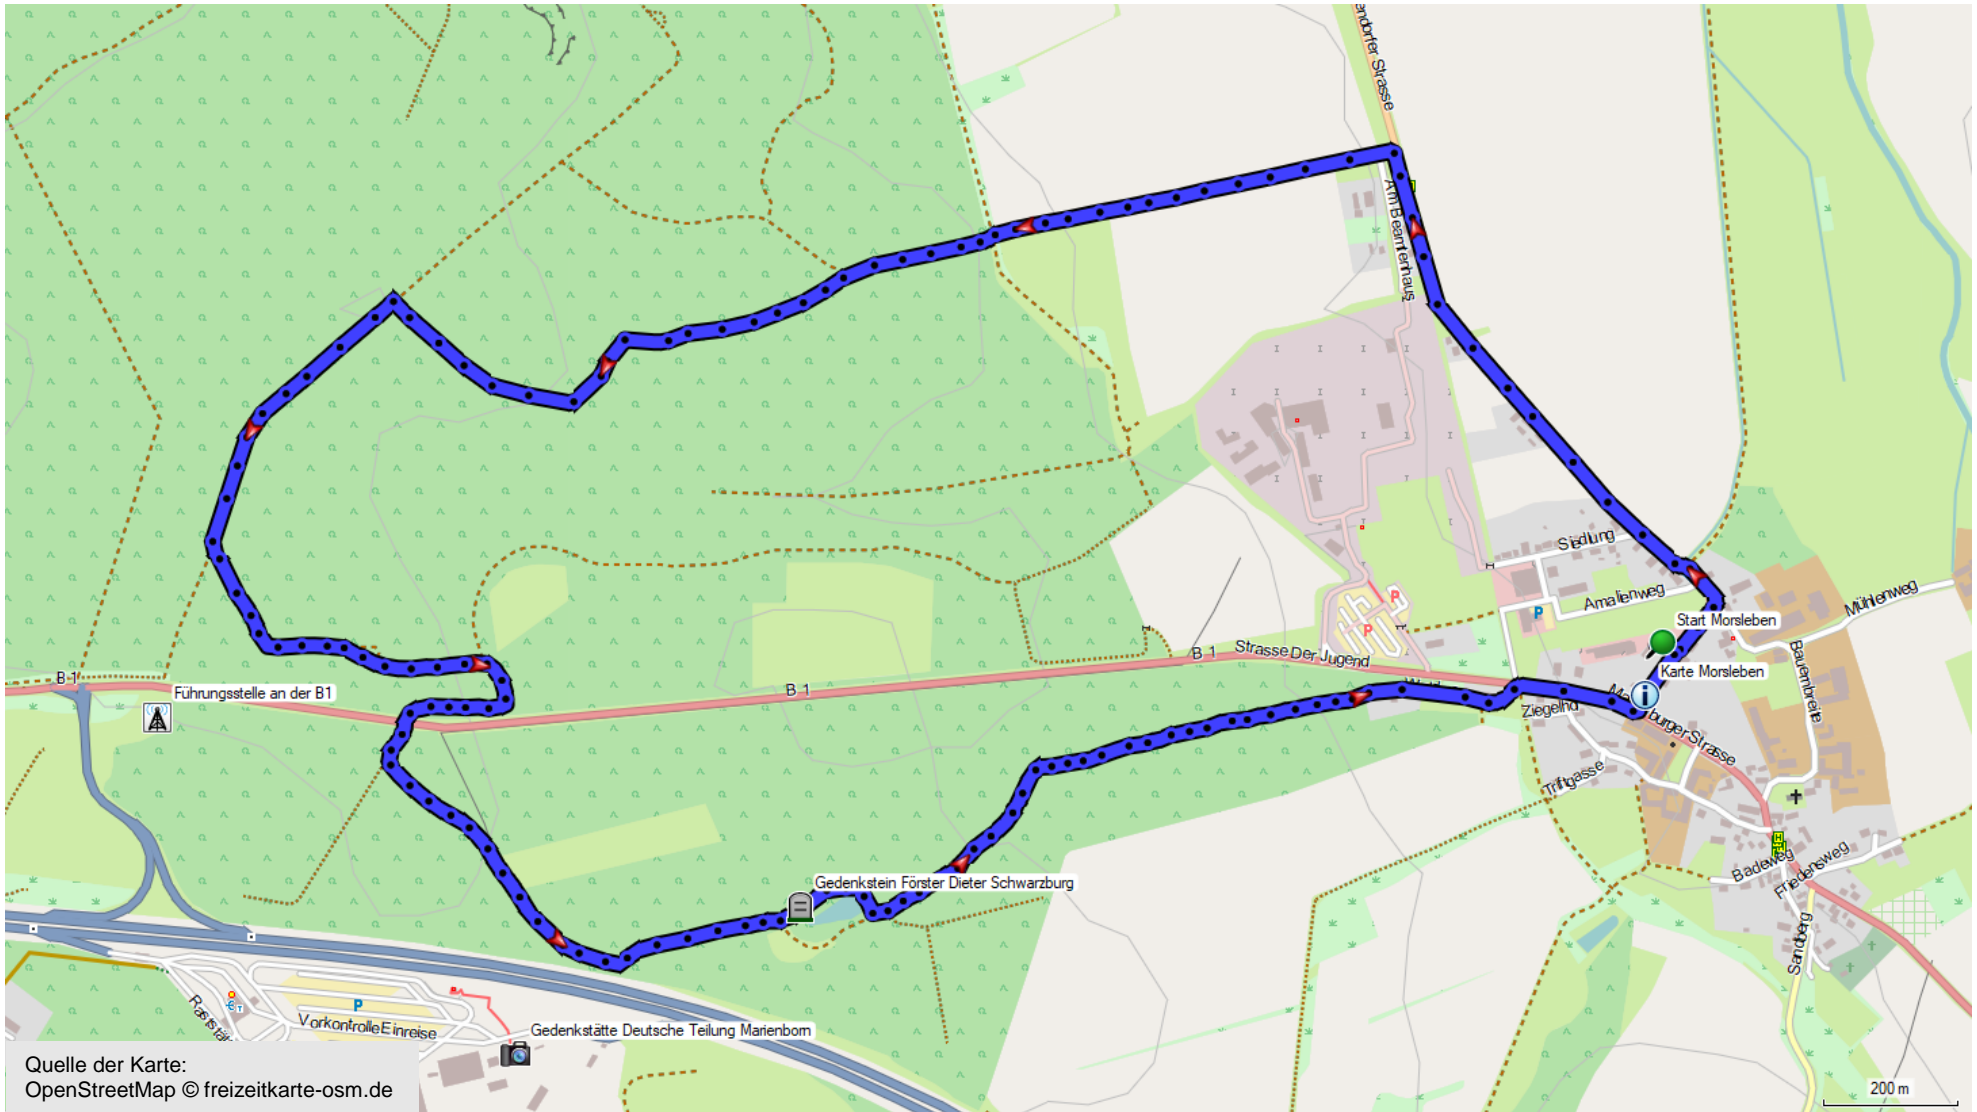 endorfer Strasse
Am Beamtenhaus
Siedlung
Amalienweg
Mühlenweg
P
Start Morsleben
P
P
Strasse Der Jugend
B 1
Karte Morsleben
Bauernbreite
B 1
Führungsstelle an der B1
B 1
Ziegelho
burger Strasse
Triftgasse
Badeweg
Friedensweg
H
Gedenkstein Förster Dieter Schwarzburg
Sandberg
P
Vorkontrolle Einreise
Gedenkstätte Deutsche Teilung Marienborn
Quelle der Karte:
OpenStreetMap © freizeitkarte-osm.de
200 m